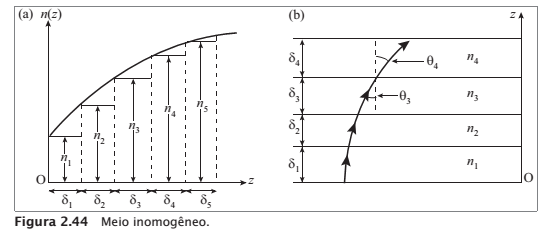 (a) n(z)
n₁
n₂
n₃
n₄
n₅
O
z
δ₁ δ₂ δ₃ δ₄ δ₅
(b)
z
δ₄
θ₄
n₄
δ₃
θ₃
n₃
δ₂
n₂
δ₁
n₁
O
Figura 2.44 Meio inomogêneo.